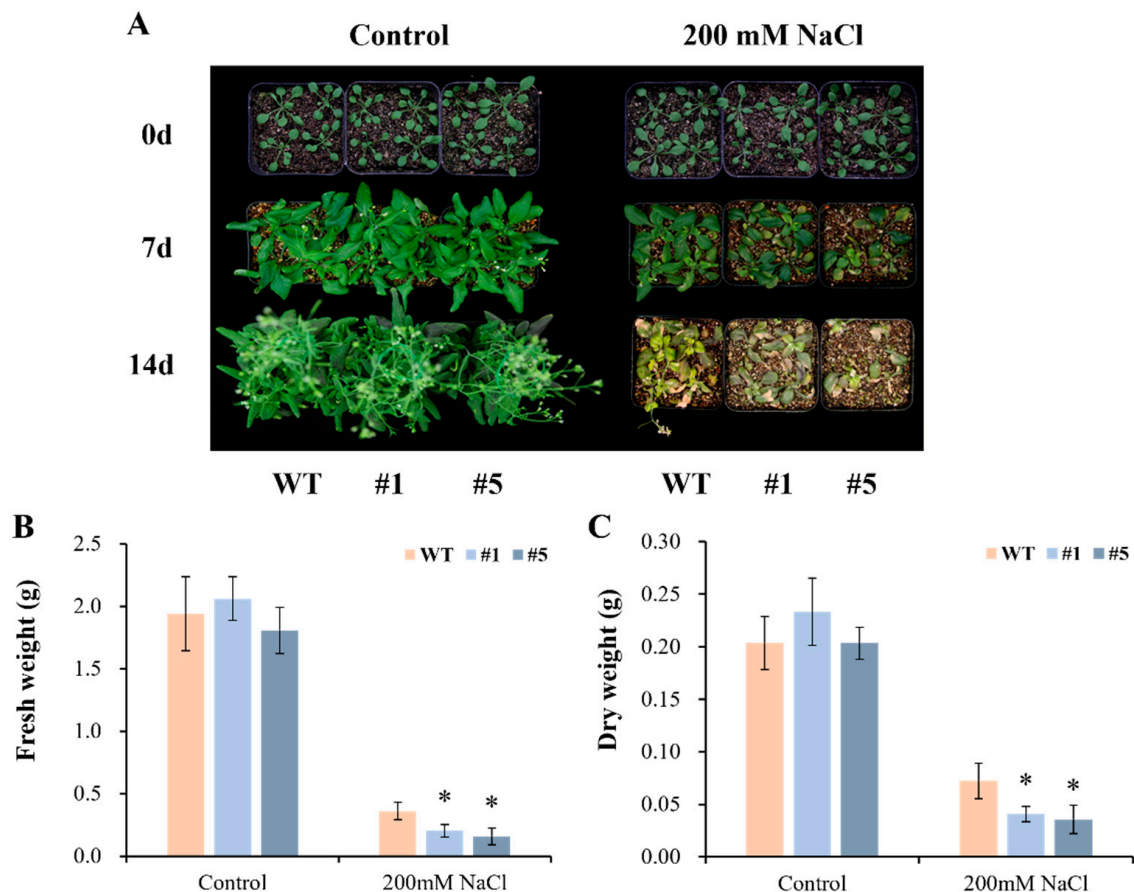 A
Control 200 mM NaCl
0d
7d
14d
WT #1 #5 WT #1 #5
B
Fresh weight (g)
2.5
2.0
1.5
1.0
0.5
0.0
WT #1 #5
* *
Control 200mM NaCl
C
Dry weight (g)
0.30
0.25
0.20
0.15
0.10
0.05
0.00
WT #1 #5
* *
Control 200mM NaCl